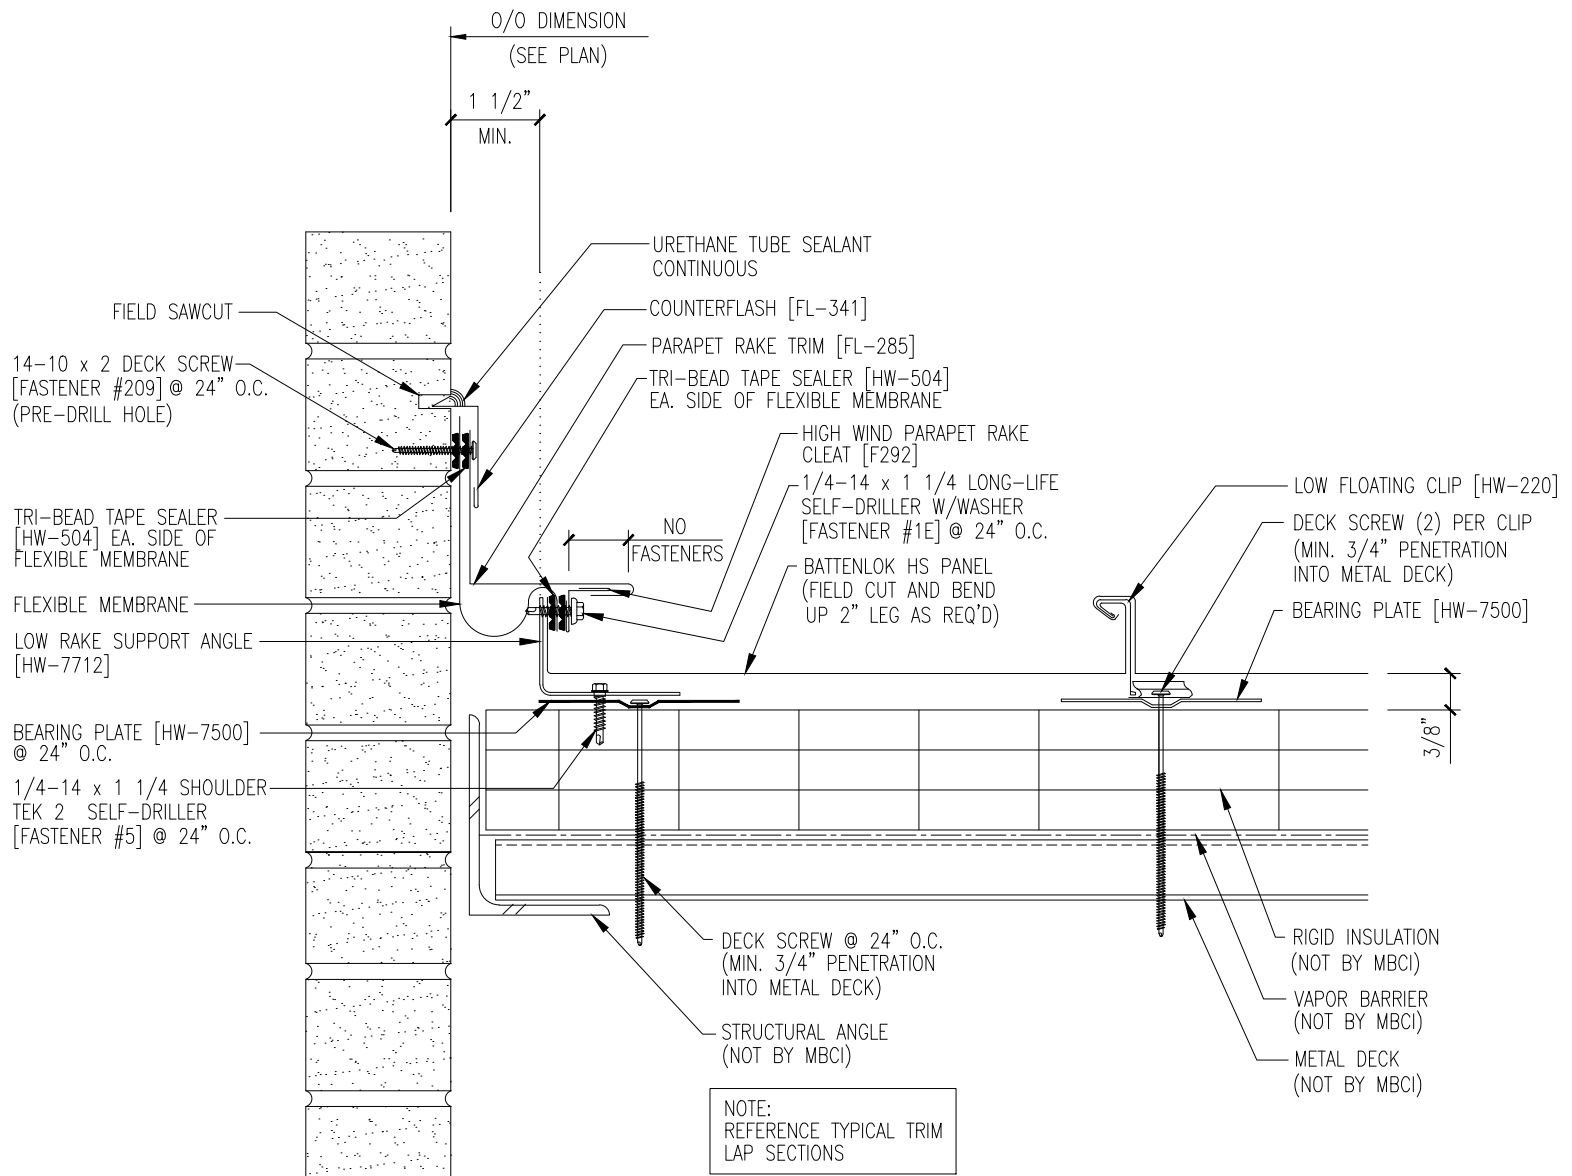 O/O DIMENSION
(SEE PLAN)
1 1/2"
MIN.
URETHANE TUBE SEALANT
CONTINUOUS
COUNTERFLASH [FL-341]
PARAPET RAKE TRIM [FL-285]
TRI-BEAD TAPE SEALER [HW-504]
EA. SIDE OF FLEXIBLE MEMBRANE
HIGH WIND PARAPET RAKE
CLEAT [F292]
1/4-14 x 1 1/4 LONG-LIFE
SELF-DRILLER W/WASHER
[FASTENER #1E] @ 24" O.C.
NO
FASTENERS
BATTENLOK HS PANEL
(FIELD CUT AND BEND
UP 2" LEG AS REQ'D)
LOW FLOATING CLIP [HW-220]
DECK SCREW (2) PER CLIP
(MIN. 3/4" PENETRATION
INTO METAL DECK)
BEARING PLATE [HW-7500]
3/8"
FIELD SAWCUT
14-10 x 2 DECK SCREW
[FASTENER #209] @ 24" O.C.
(PRE-DRILL HOLE)
TRI-BEAD TAPE SEALER
[HW-504] EA. SIDE OF
FLEXIBLE MEMBRANE
FLEXIBLE MEMBRANE
LOW RAKE SUPPORT ANGLE
[HW-7712]
BEARING PLATE [HW-7500]
@ 24" O.C.
1/4-14 x 1 1/4 SHOULDER
TEK 2 SELF-DRILLER
[FASTENER #5] @ 24" O.C.
DECK SCREW @ 24" O.C.
(MIN. 3/4" PENETRATION
INTO METAL DECK)
STRUCTURAL ANGLE
(NOT BY MBCI)
RIGID INSULATION
(NOT BY MBCI)
VAPOR BARRIER
(NOT BY MBCI)
METAL DECK
(NOT BY MBCI)
NOTE:
REFERENCE TYPICAL TRIM
LAP SECTIONS